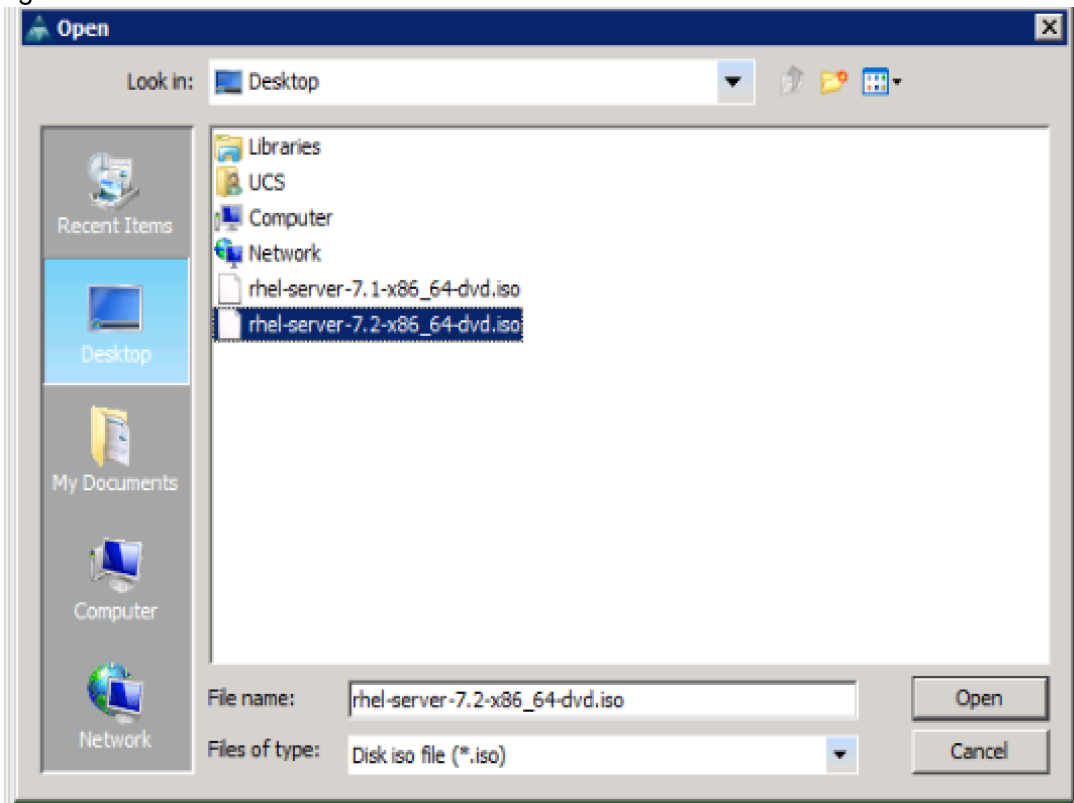 Open
Look in: Desktop
Recent Items
Desktop
My Documents
Computer
Network
Libraries
UCS
Computer
Network
rhel-server-7.1-x86_64-dvd.iso
rhel-server-7.2-x86_64-dvd.iso
File name: rhel-server-7.2-x86_64-dvd.iso Open
Files of type: Disk iso file (*.iso) Cancel